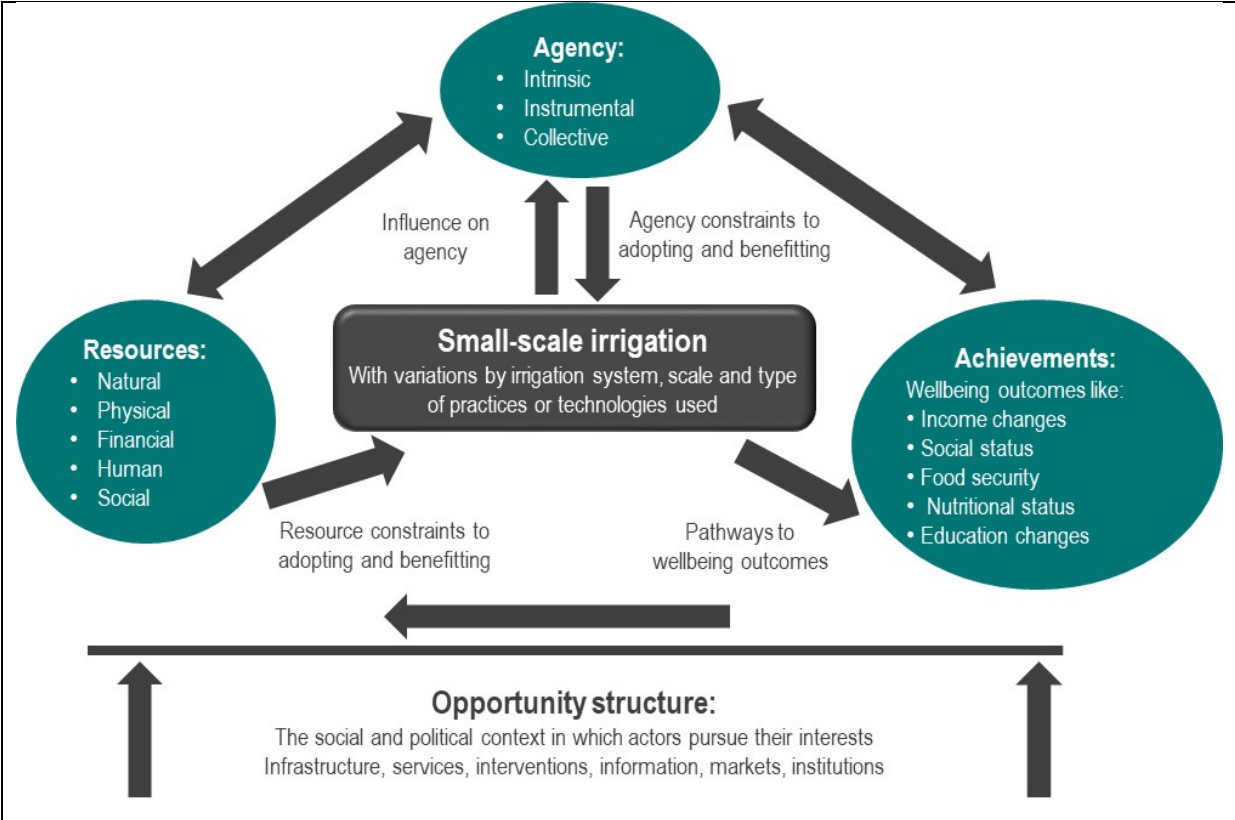 Agency:
• Intrinsic
• Instrumental
• Collective
Influence on
agency
Agency constraints to
adopting and benefitting
Resources:
• Natural
• Physical
• Financial
• Human
• Social
Small-scale irrigation
With variations by irrigation system, scale and type
of practices or technologies used
Achievements:
Wellbeing outcomes like:
• Income changes
• Social status
• Food security
• Nutritional status
• Education changes
Resource constraints to
adopting and benefitting
Pathways to
wellbeing outcomes
Opportunity structure:
The social and political context in which actors pursue their interests
Infrastructure, services, interventions, information, markets, institutions